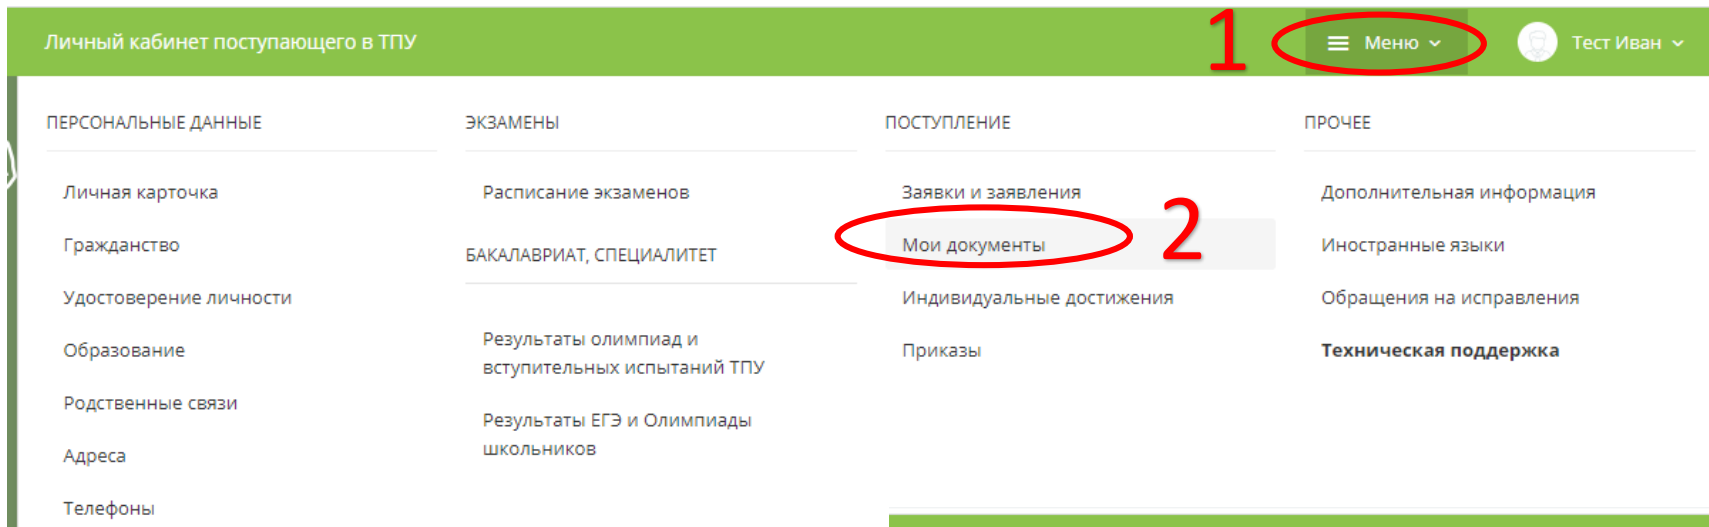 Личный кабинет поступающего в ТПУ
1
Меню
Тест Иван
ПЕРСОНАЛЬНЫЕ ДАННЫЕ
Личная карточка
Гражданство
Удостоверение личности
Образование
Родственные связи
Адреса
Телефоны
ЭКЗАМЕНЫ
Расписание экзаменов
БАКАЛАВРИАТ, СПЕЦИАЛИТЕТ
Результаты олимпиад и
вступительных испытаний ТПУ
Результаты ЕГЭ и Олимпиады
школьников
ПОСТУПЛЕНИЕ
Заявки и заявления
Мои документы
2
Индивидуальные достижения
Приказы
ПРОЧЕЕ
Дополнительная информация
Иностранные языки
Обращения на исправления
Техническая поддержка